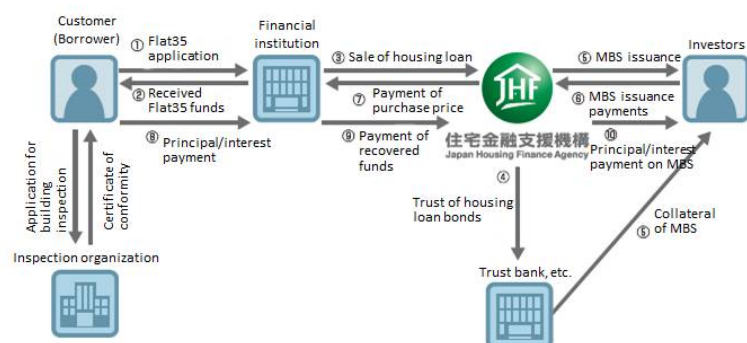 Customer
(Borrower)
Financial
institution
Investors
① Flat35
application
② Received
Flat35 funds
⑧ Principal/interest
payment
③ Sale of housing loan
⑦ Payment of
purchase price
⑨ Payment of
recovered
funds
JHF
住宅金融支援機構
Japan Housing Finance Agency
⑤ MBS issuance
⑥ MBS issuance
payments
⑩
Principal/interest
payment on MBS
Application for
building
inspection
Certificate of
conformity
Inspection organization
④
Trust of housing
loan bonds
Trust bank, etc.
Collateral
⑤ of MBS